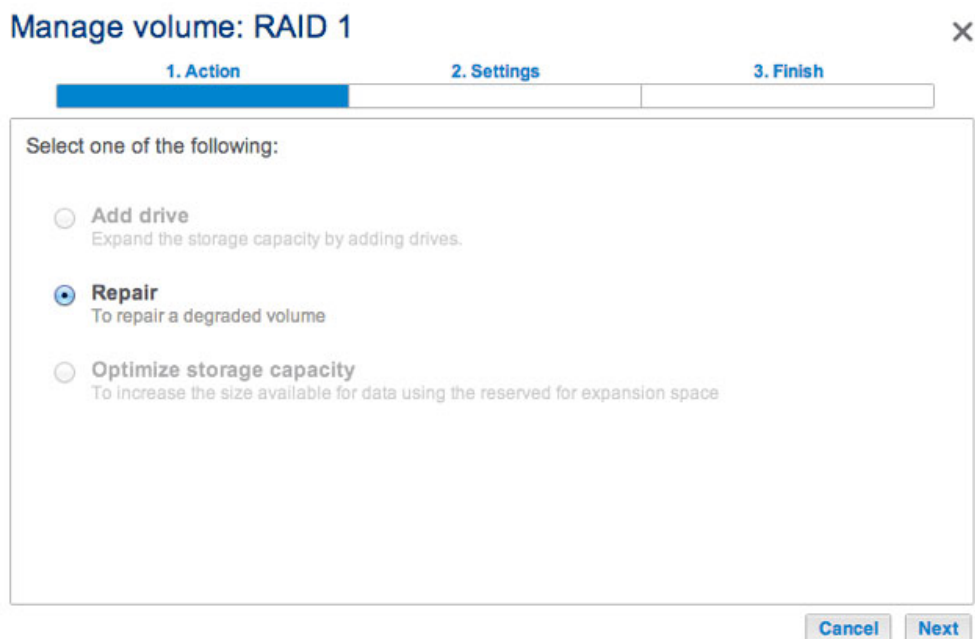 Manage volume: RAID 1
1. Action 2. Settings 3. Finish
Select one of the following:
Add drive
Expand the storage capacity by adding drives.
Repair
To repair a degraded volume
Optimize storage capacity
To increase the size available for data using the reserved for expansion space
Cancel Next